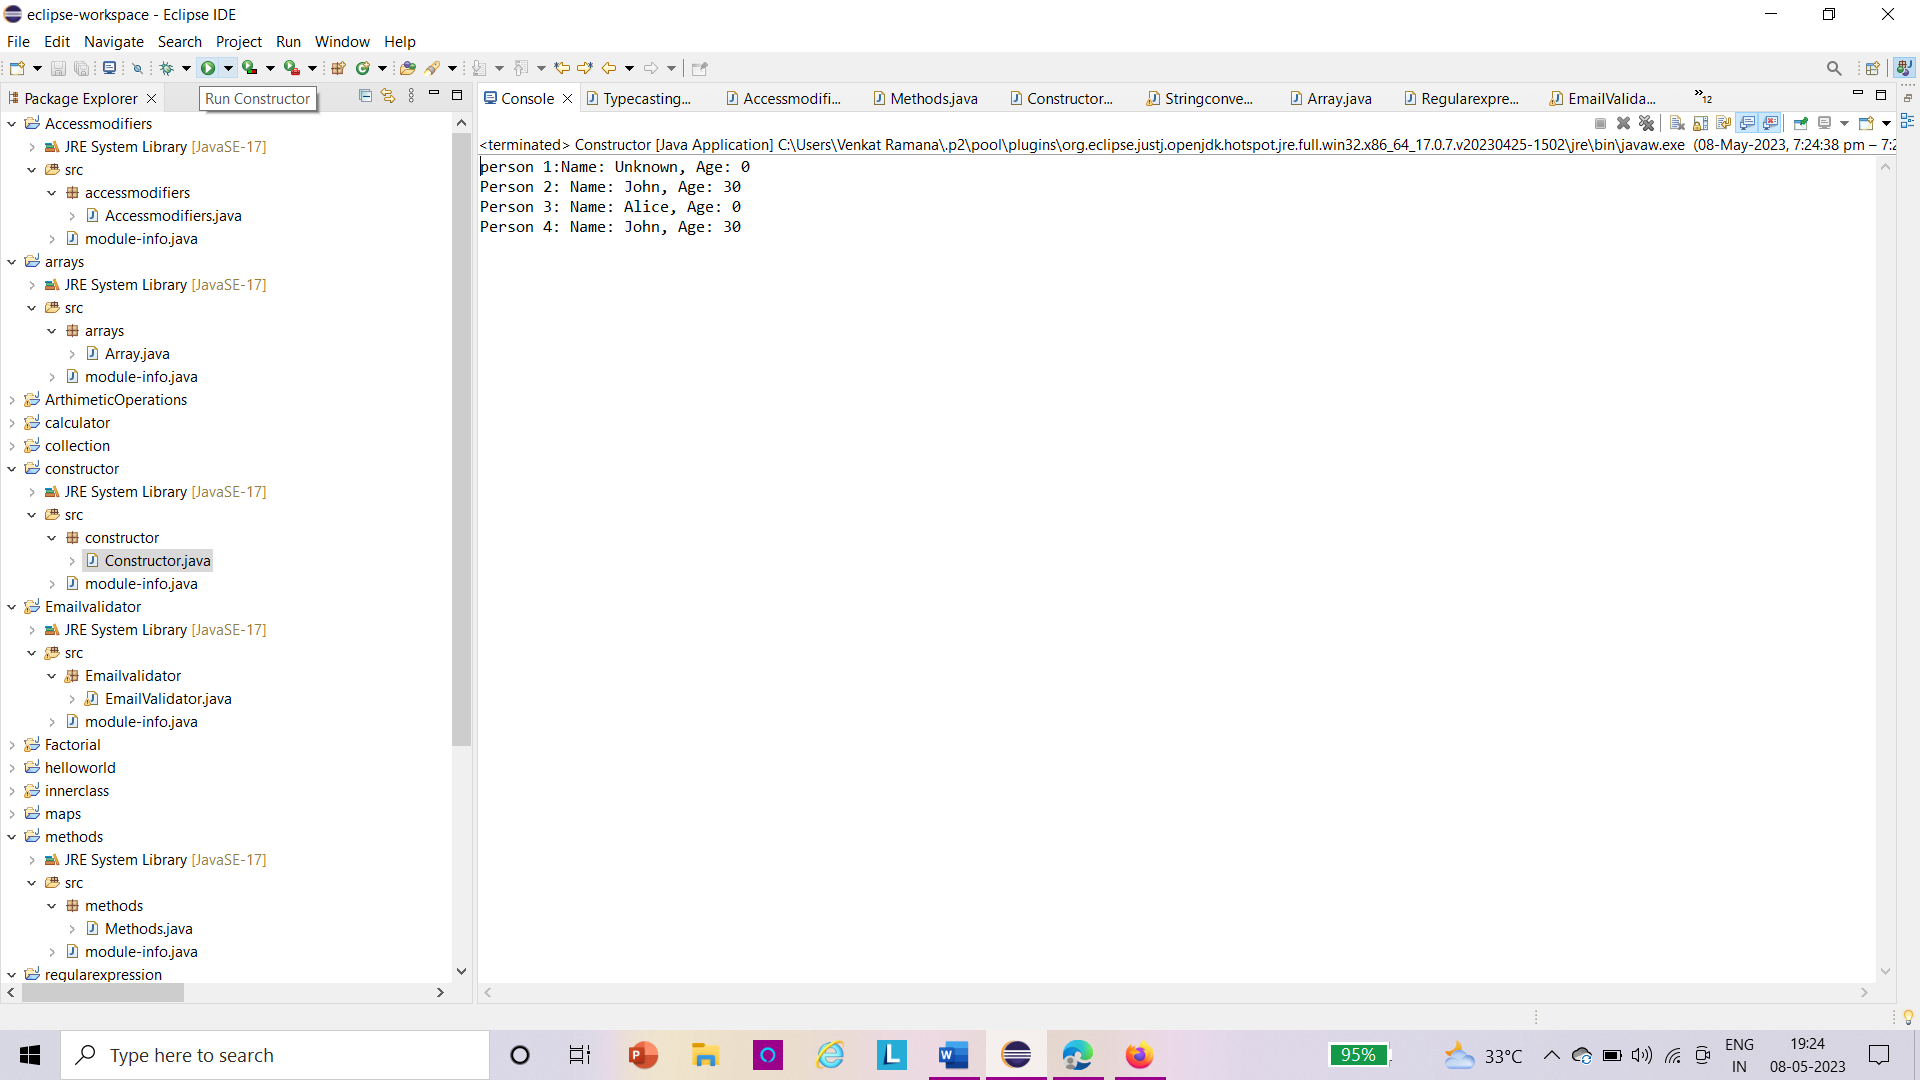 eclipse-workspace - Eclipse IDE
File Edit Navigate Search Project Run Window Help
Package Explorer
Run Constructor
Console Typecasting... Accessmodifi... Methods.java Constructor... Stringconve... Array.java Regularexpre... EmailValida... »12
<terminated> Constructor [Java Application] C:\Users\Venkat Ramana\.p2\pool\plugins\org.eclipse.justj.openjdk.hotspot.jre.full.win32.x86_64_17.0.7.v20230425-1502\jre\bin\javaw.exe (08-May-2023, 7:24:38 pm – 7:2
person 1:Name: Unknown, Age: 0
Person 2: Name: John, Age: 30
Person 3: Name: Alice, Age: 0
Person 4: Name: John, Age: 30
Accessmodifiers
JRE System Library [JavaSE-17]
src
accessmodifiers
Accessmodifiers.java
module-info.java
arrays
JRE System Library [JavaSE-17]
src
arrays
Array.java
module-info.java
ArthimeticOperations
calculator
collection
constructor
JRE System Library [JavaSE-17]
src
constructor
Constructor.java
module-info.java
Emailvalidator
JRE System Library [JavaSE-17]
src
Emailvalidator
EmailValidator.java
module-info.java
Factorial
helloworld
innerclass
maps
methods
JRE System Library [JavaSE-17]
src
methods
Methods.java
module-info.java
regularexpression
Type here to search
95%
33°C
ENG
IN
19:24
08-05-2023